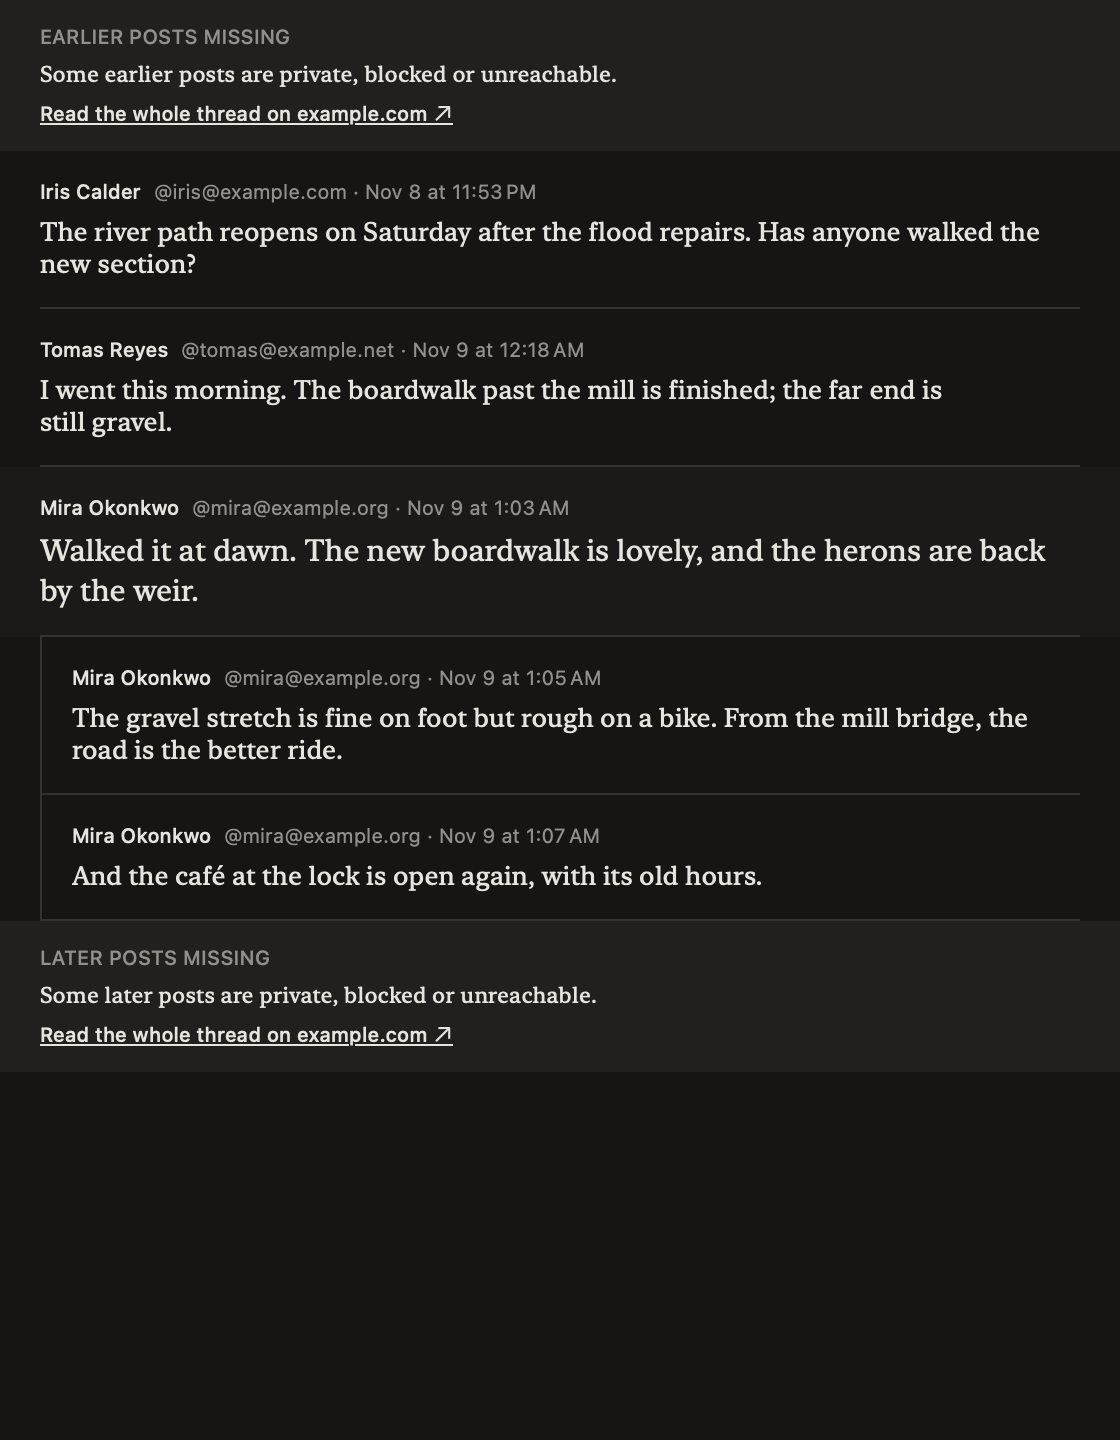 EARLIER POSTS MISSING
Some earlier posts are private, blocked or unreachable.
Read the whole thread on example.com ↗
Iris Calder @iris@example.com · Nov 8 at 11:53 PM
The river path reopens on Saturday after the flood repairs. Has anyone walked the
new section?
Tomas Reyes @tomas@example.net · Nov 9 at 12:18 AM
I went this morning. The boardwalk past the mill is finished; the far end is
still gravel.
Mira Okonkwo @mira@example.org · Nov 9 at 1:03 AM
Walked it at dawn. The new boardwalk is lovely, and the herons are back
by the weir.
Mira Okonkwo @mira@example.org · Nov 9 at 1:05 AM
The gravel stretch is fine on foot but rough on a bike. From the mill bridge, the
road is the better ride.
Mira Okonkwo @mira@example.org · Nov 9 at 1:07 AM
And the café at the lock is open again, with its old hours.
LATER POSTS MISSING
Some later posts are private, blocked or unreachable.
Read the whole thread on example.com ↗